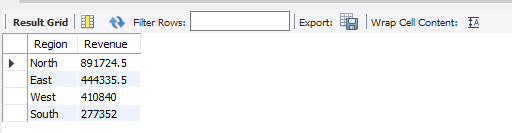 Result Grid Filter Rows: Export: Wrap Cell Content: IA
Region Revenue
North 891724.5
East 444335.5
West 410840
South 277352